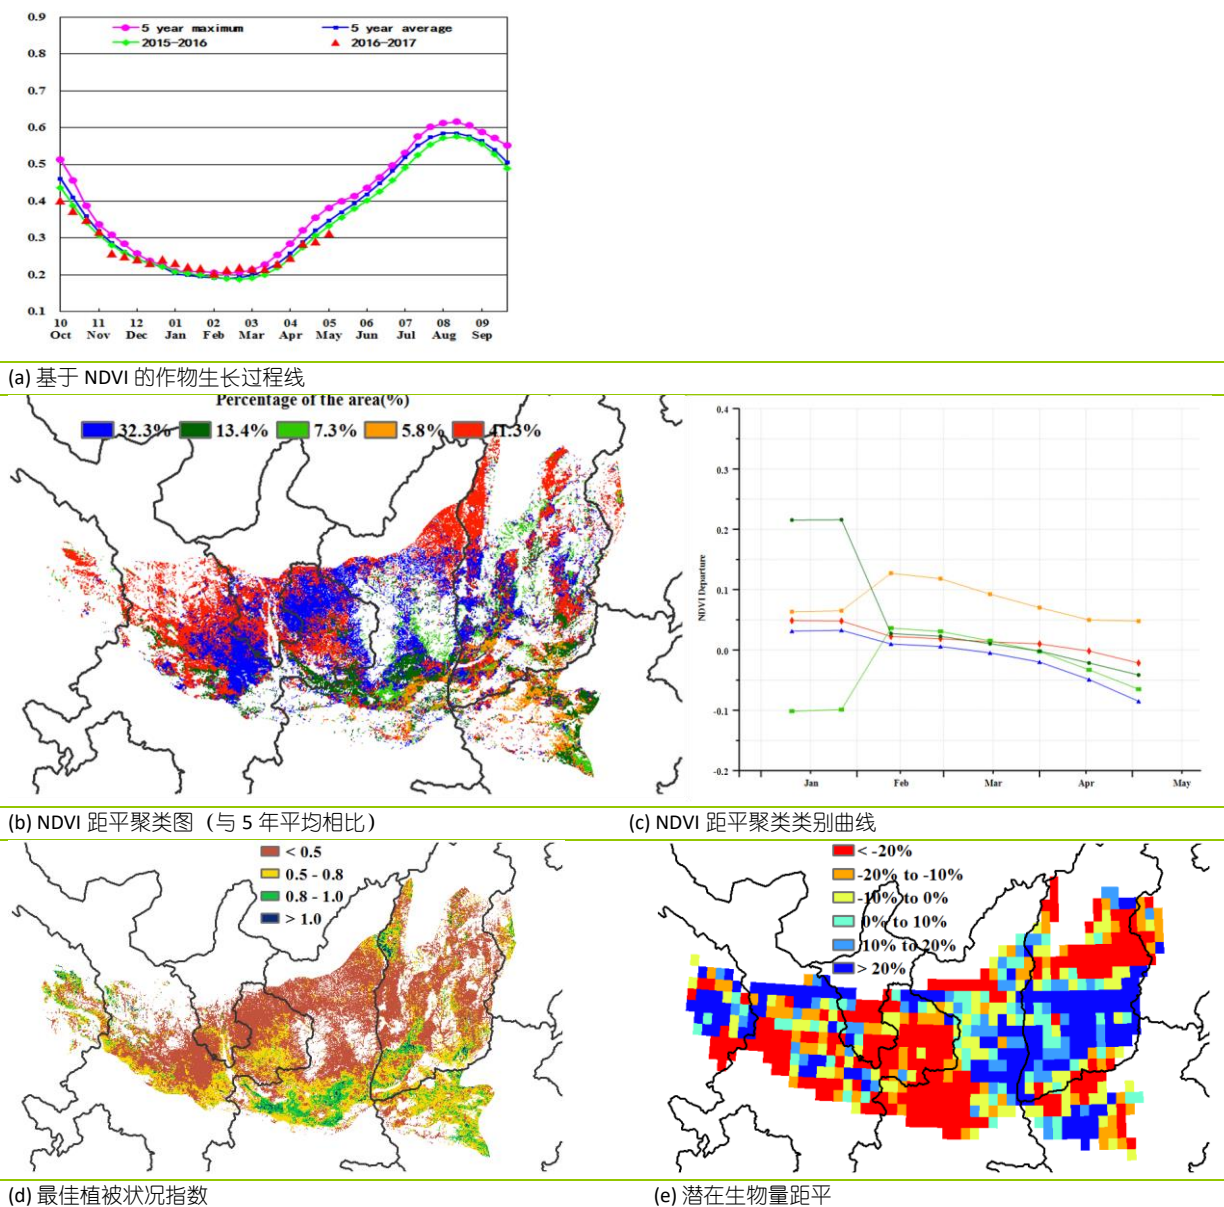 0.9
5 year maximum 5 year average
2015-2016 2016-2017
0.8
0.7
0.6
0.5
0.4
0.3
0.2
0.1
10 11 12 01 02 03 04 05 06 07 08 09
Oct Nov Dec Jan Feb Mar Apr May Jun Jul Aug Sep
(a) 基于 NDVI 的作物生长过程线
Percentage of the area(%)
32.3% 13.4% 7.3% 5.8% 41.3%
0.4
0.3
0.2
0.1
0.0
-0.1
-0.2
NDVI Departure
Jan Feb Mar Apr May
(b) NDVI 距平聚类图（与 5 年平均相比） (c) NDVI 距平聚类类别曲线
< 0.5
0.5 - 0.8
0.8 - 1.0
> 1.0
< -20%
-20% to -10%
-10% to 0%
0% to 10%
10% to 20%
> 20%
(d) 最佳植被状况指数 (e) 潜在生物量距平